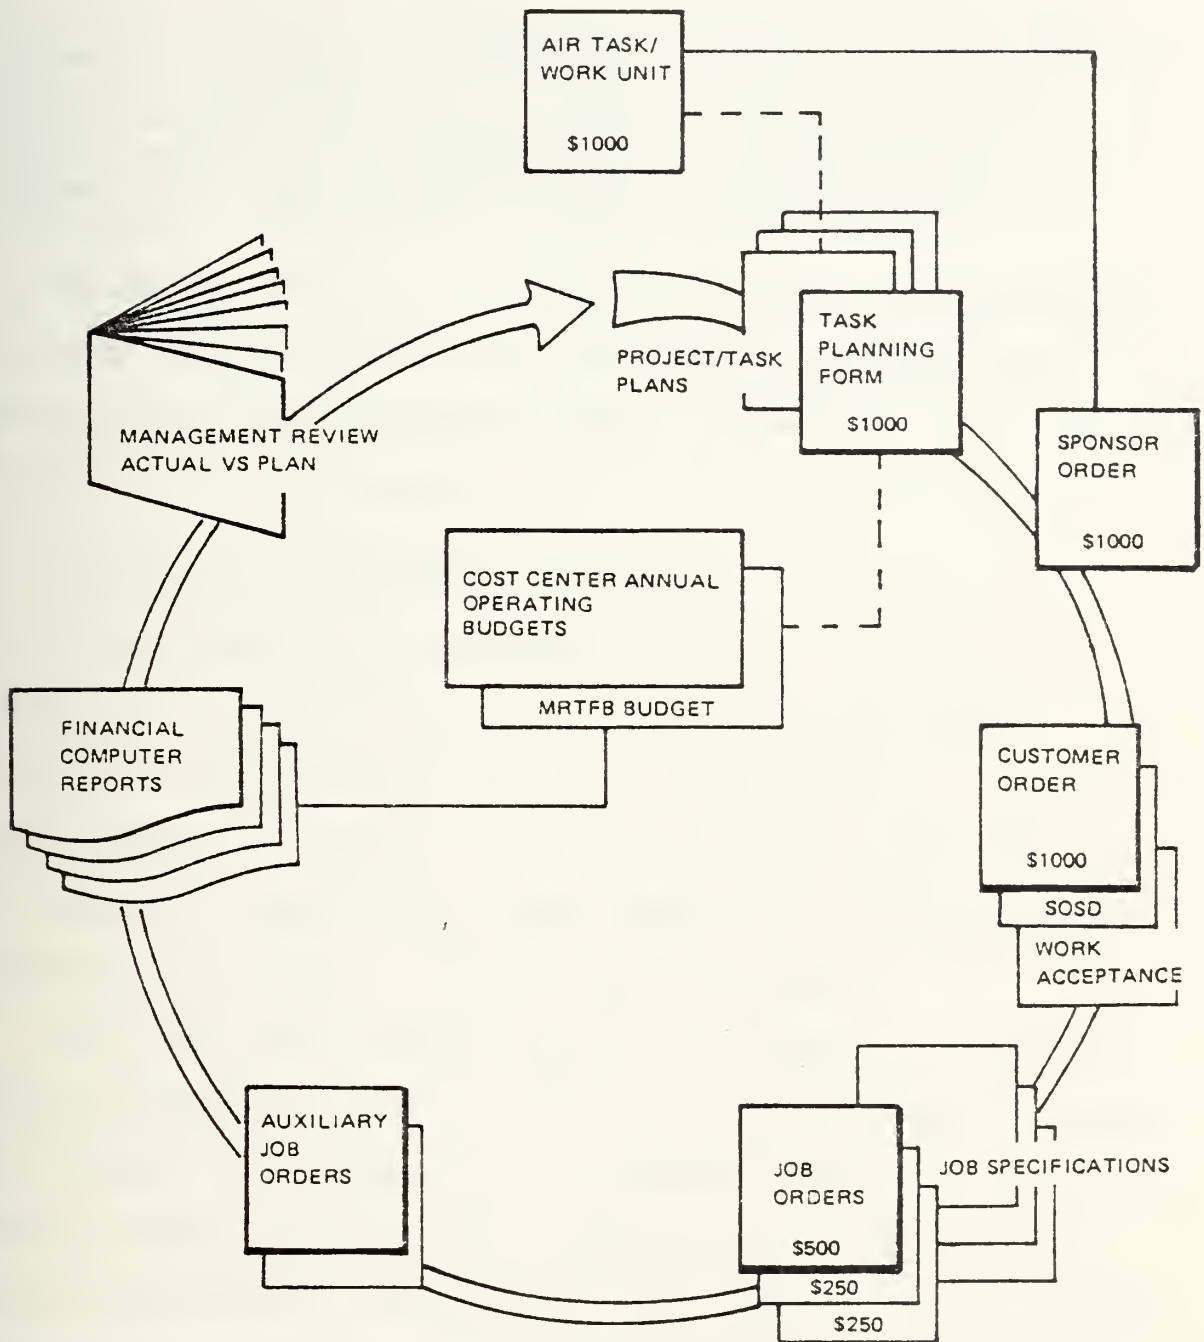 AIR TASK/
WORK UNIT
$1000
PROJECT/TASK
PLANS
TASK
PLANNING
FORM
$1000
MANAGEMENT REVIEW
ACTUAL VS PLAN
SPONSOR
ORDER
$1000
COST CENTER ANNUAL
OPERATING
BUDGETS
MRTFB BUDGET
FINANCIAL
COMPUTER
REPORTS
CUSTOMER
ORDER
$1000
SOSD
WORK
ACCEPTANCE
AUXILIARY
JOB
ORDERS
JOB
ORDERS
$500
$250
$250
JOB SPECIFICATIONS